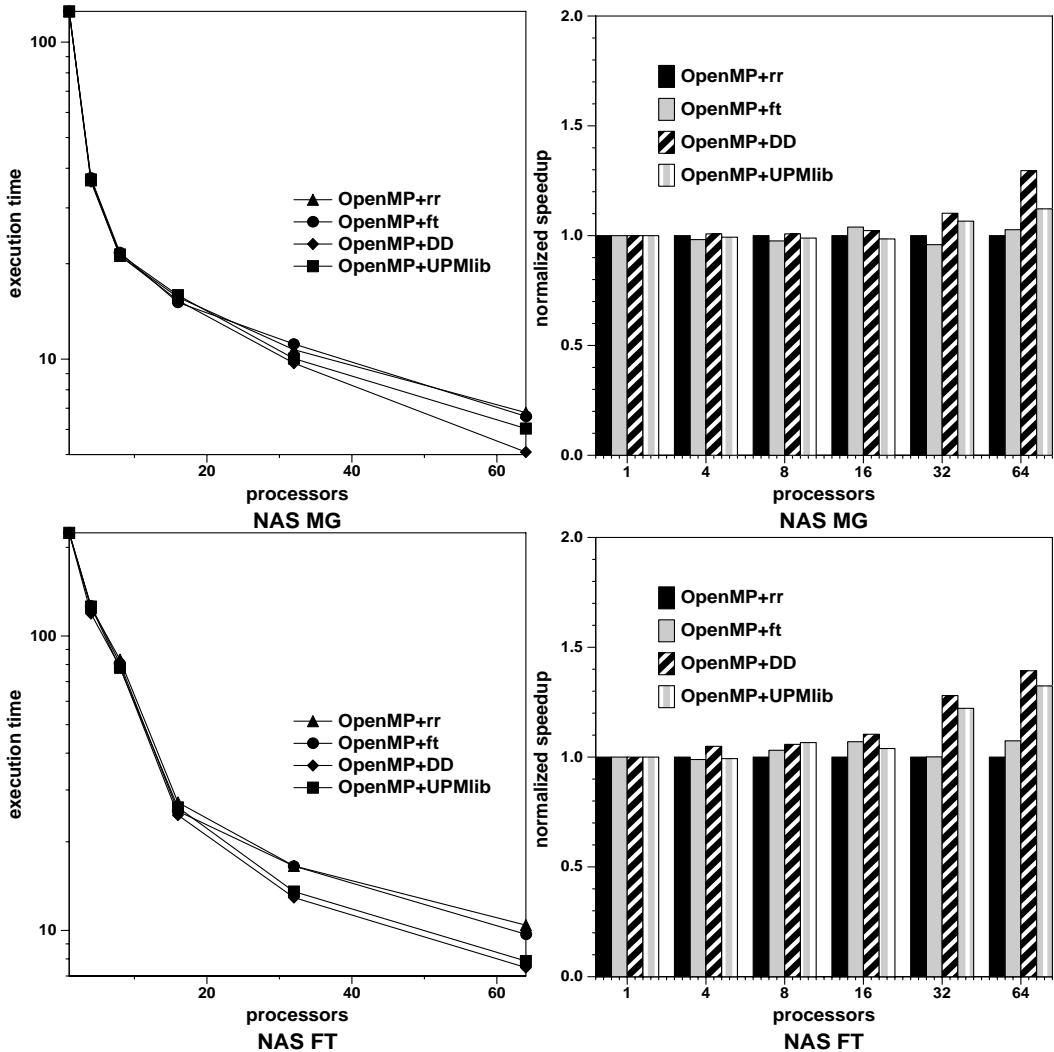 execution time
100
10
OpenMP+rr
OpenMP+ft
OpenMP+DD
OpenMP+UPMlib
20
40
60
processors
NAS MG
normalized speedup
2.0
1.5
1.0
0.5
0.0
OpenMP+rr
OpenMP+ft
OpenMP+DD
OpenMP+UPMlib
1
4
8
16
32
64
processors
NAS MG
execution time
100
10
OpenMP+rr
OpenMP+ft
OpenMP+DD
OpenMP+UPMlib
20
40
60
processors
NAS FT
normalized speedup
2.0
1.5
1.0
0.5
0.0
OpenMP+rr
OpenMP+ft
OpenMP+DD
OpenMP+UPMlib
1
4
8
16
32
64
processors
NAS FT